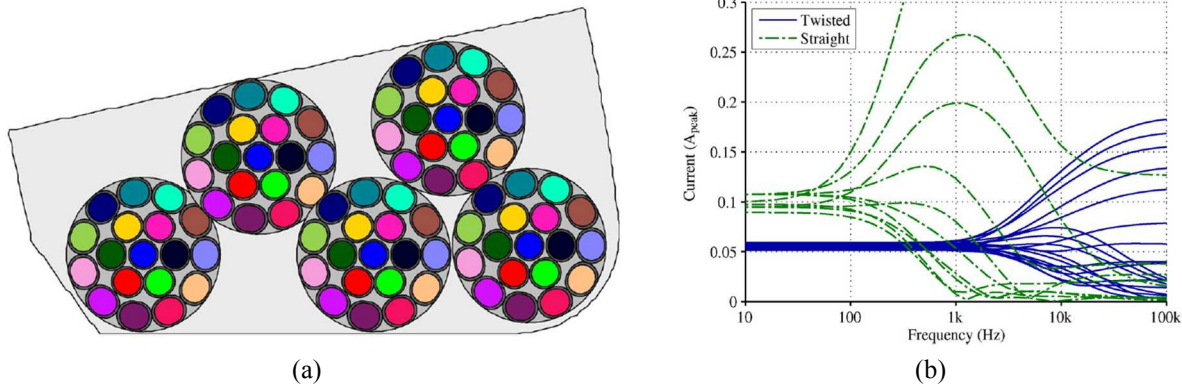 0.3
Twisted
Straight
0.25
0.2
0.15
0.1
0.05
0
Current (A_peak)
10 100 1k 10k 100k
Frequency (Hz)
(a) (b)